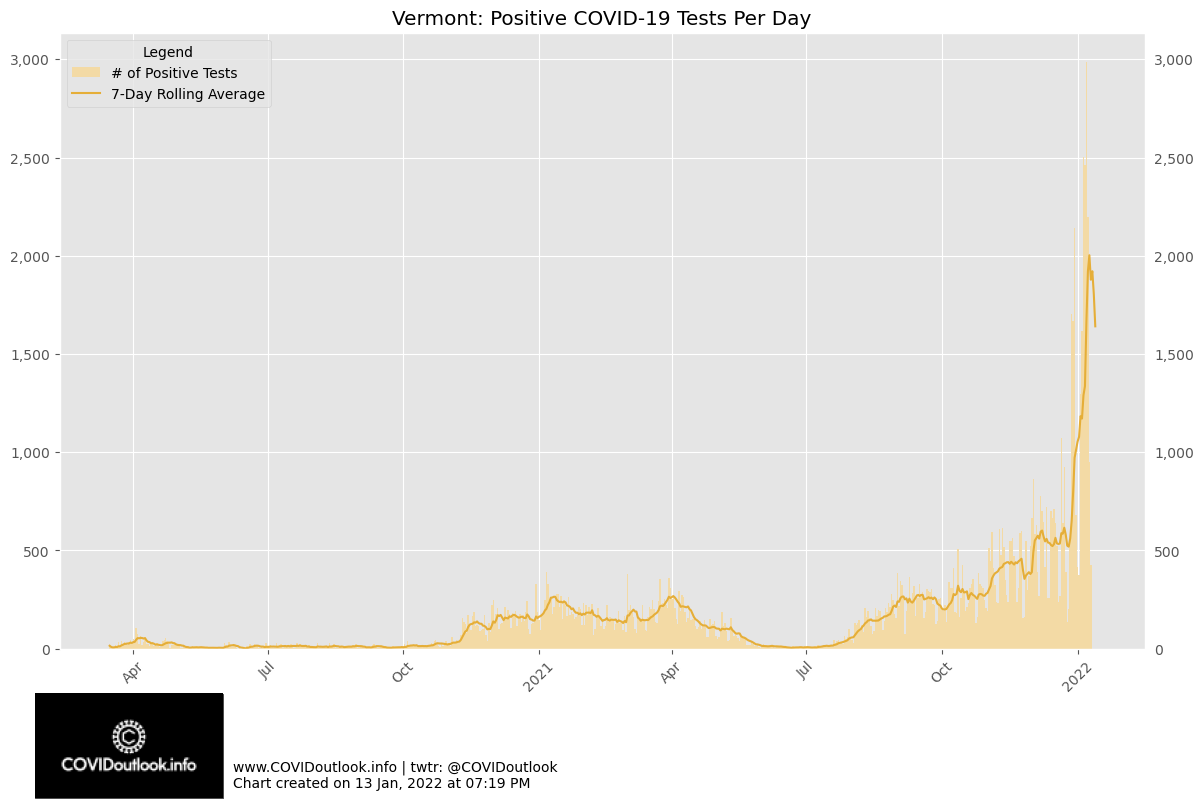 Vermont: Positive COVID-19 Tests Per Day
Legend
# of Positive Tests
7-Day Rolling Average
3,000 3,000
2,500 2,500
2,000 2,000
1,500 1,500
1,000 1,000
500 500
0 0
Apr Jul Oct 2021 Apr Jul Oct 2022
COVIDoutlook.info
www.COVIDoutlook.info | twtr: @COVIDoutlook
Chart created on 13 Jan, 2022 at 07:19 PM